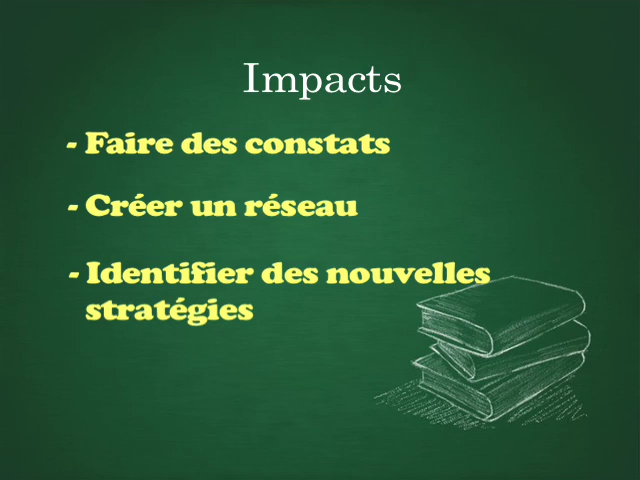 Impacts
- Faire des constats
- Créer un réseau
- Identifier des nouvelles
stratégies